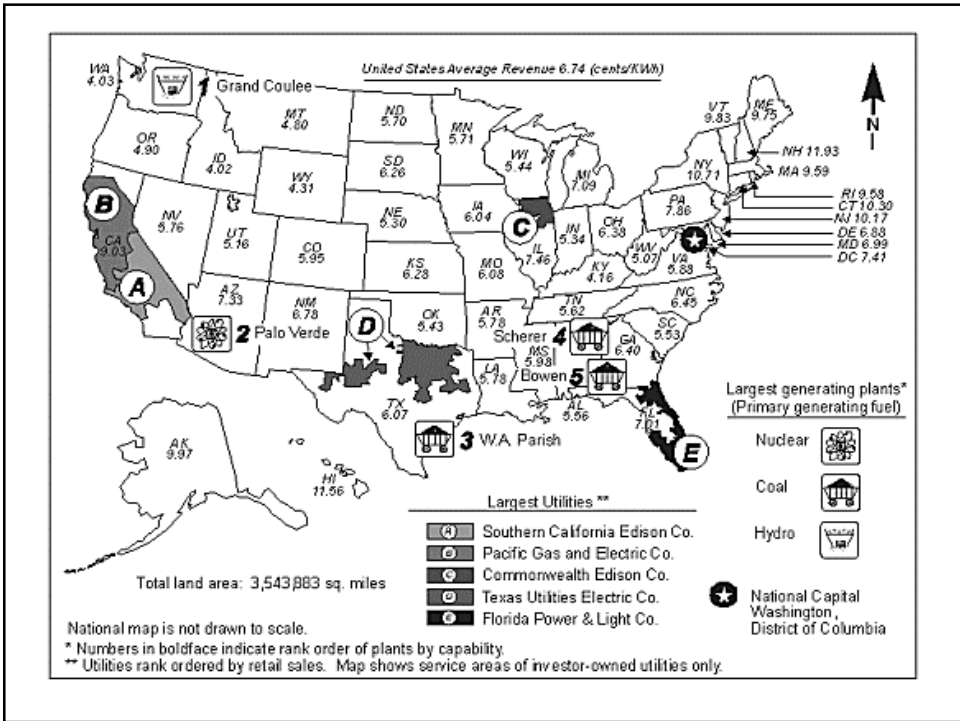 United States Average Revenue 6.74 (cents/KWh)
WA
4.03
1 Grand Coulee
MT
4.80
ND
5.70
MN
5.71
VT
9.83
ME
9.75
N
OR
4.90
ID
4.02
WY
4.31
SD
6.26
WI
5.44
MI
7.09
NY
10.71
NH 11.93
MA 9.59
RI 9.58
CT 10.30
NJ 10.17
DE 6.88
MD 6.99
DC 7.41
B
CA
9.03
A
NV
5.76
UT
5.16
CO
5.95
NE
5.30
KS
6.28
IA
6.04
MO
6.08
C
IL
7.46
IN
5.34
OH
6.38
PA
7.86
WV
5.07
VA
5.88
KY
4.16
AZ
7.33
2 Palo Verde
NM
6.78
D
OK
5.43
AR
5.78
TN
5.62
NC
6.45
SC
5.53
Scherer 4
GA
6.40
MS
5.98
Bowen 5
LA
5.78
AL
5.56
FL
7.01
E
TX
6.07
3 W.A. Parish
AK
9.97
HI
11.56
Largest generating plants*
(Primary generating fuel)
Nuclear
Coal
Hydro
National Capital
Washington,
District of Columbia
Largest Utilities **
A Southern California Edison Co.
Pacific Gas and Electric Co.
C Commonwealth Edison Co.
Texas Utilities Electric Co.
E Florida Power & Light Co.
Total land area: 3,543,883 sq. miles
National map is not drawn to scale.
* Numbers in boldface indicate rank order of plants by capability.
** Utilities rank ordered by retail sales. Map shows service areas of investor-owned utilities only.